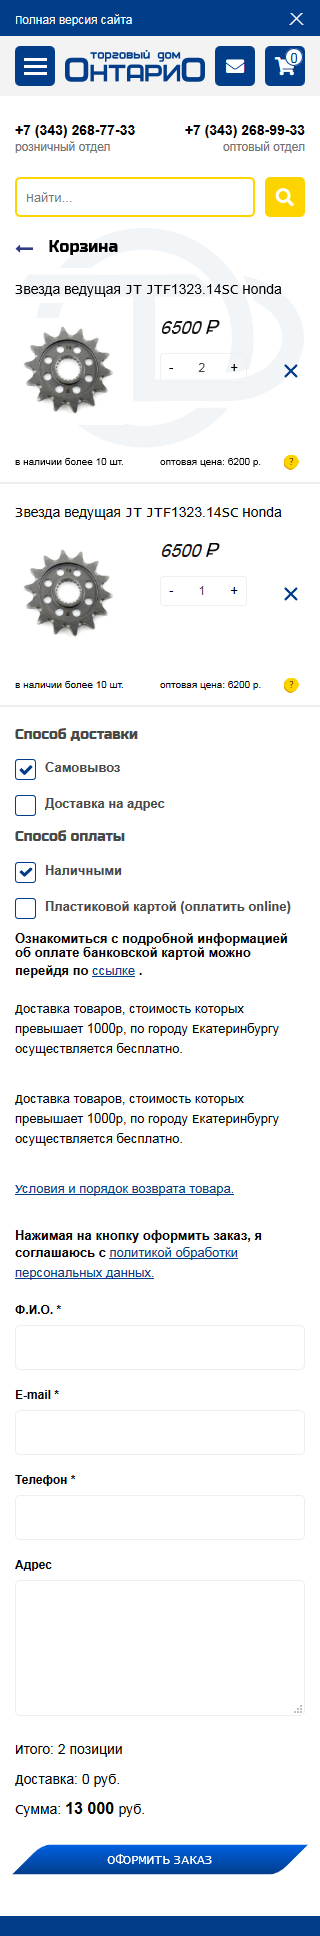 Полная версия сайта
торговый дом
ОнтариО
0
+7 (343) 268-77-33
+7 (343) 268-99-33
розничный отдел
оптовый отдел
Найти...
Корзина
Звезда ведущая JT JTF1323.14SC Honda
6500 ₽
- 2 +
в наличии более 10 шт.
оптовая цена: 6200 р.
?
Звезда ведущая JT JTF1323.14SC Honda
6500 ₽
- 1 +
в наличии более 10 шт.
оптовая цена: 6200 р.
?
Способ доставки
Самовывоз
Доставка на адрес
Способ оплаты
Наличными
Пластиковой картой (оплатить online)
Ознакомиться с подробной информацией
об оплате банковской картой можно
перейдя по ссылке .
Доставка товаров, стоимость которых
превышает 1000р, по городу Екатеринбургу
осуществляется бесплатно.
Доставка товаров, стоимость которых
превышает 1000р, по городу Екатеринбургу
осуществляется бесплатно.
Условия и порядок возврата товара.
Нажимая на кнопку оформить заказ, я
соглашаюсь с политикой обработки
персональных данных.
Ф.И.О. *
E-mail *
Телефон *
Адрес
Итого: 2 позиции
Доставка: 0 руб.
Сумма: 13 000 руб.
ОФОРМИТЬ ЗАКАЗ